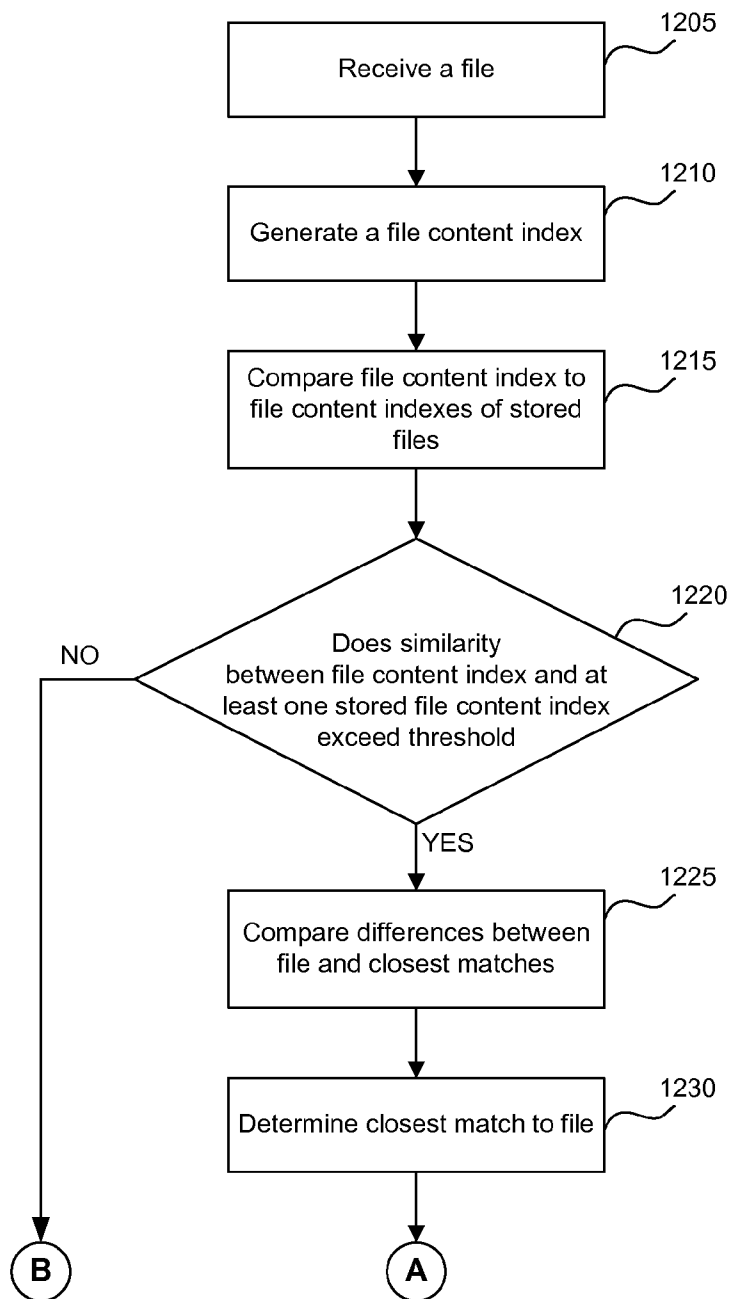 1205
Receive a file
1210
Generate a file content index
1215
Compare file content index to
file content indexes of stored
files
1220
NO
Does similarity
between file content index and at
least one stored file content index
exceed threshold
YES
1225
Compare differences between
file and closest matches
1230
Determine closest match to file
B
A